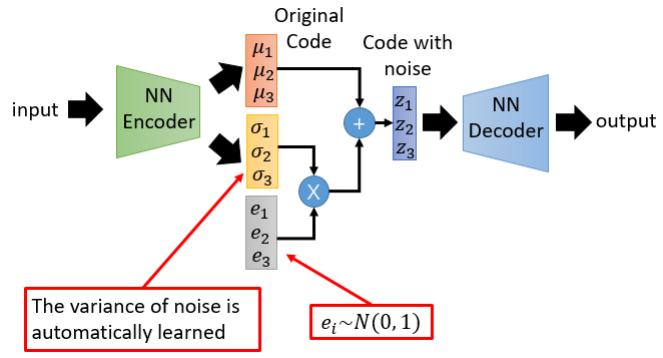 Original
Code
Code with
noise
input
NN
Encoder
μ₁
μ₂
μ₃
σ₁
σ₂
σ₃
e₁
e₂
e₃
+
X
z₁
z₂
z₃
NN
Decoder
output
The variance of noise is
automatically learned
eᵢ~N(0, 1)